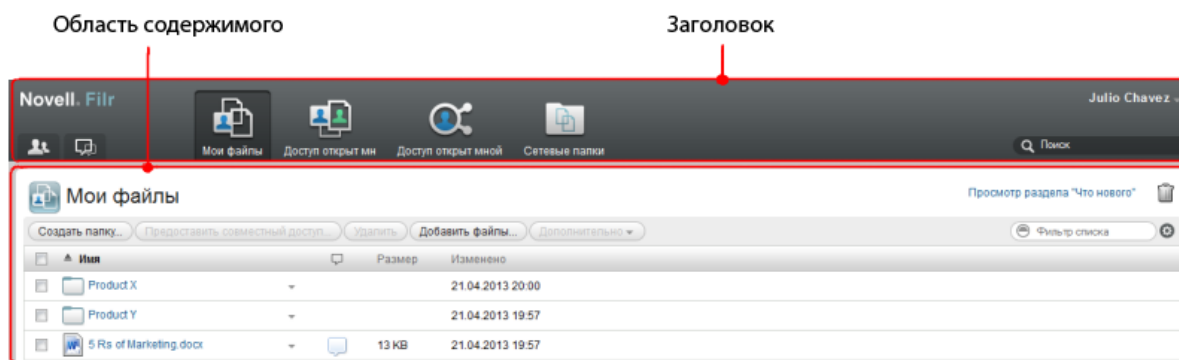 Область содержимого Заголовок
Novell. Filr Julio Chavez
Мои файлы Доступ открыт мн Доступ открыт мной Сетевые папки Поиск
Мои файлы Просмотр раздела "Что нового"
Создать папку... Предоставить совместный доступ... Удалить Добавить файлы... Дополнительно Фильтр списка
Имя Размер Изменено
Product X 21.04.2013 20:00
Product Y 21.04.2013 19:57
5 Rs of Marketing.docx 13 KB 21.04.2013 19:57